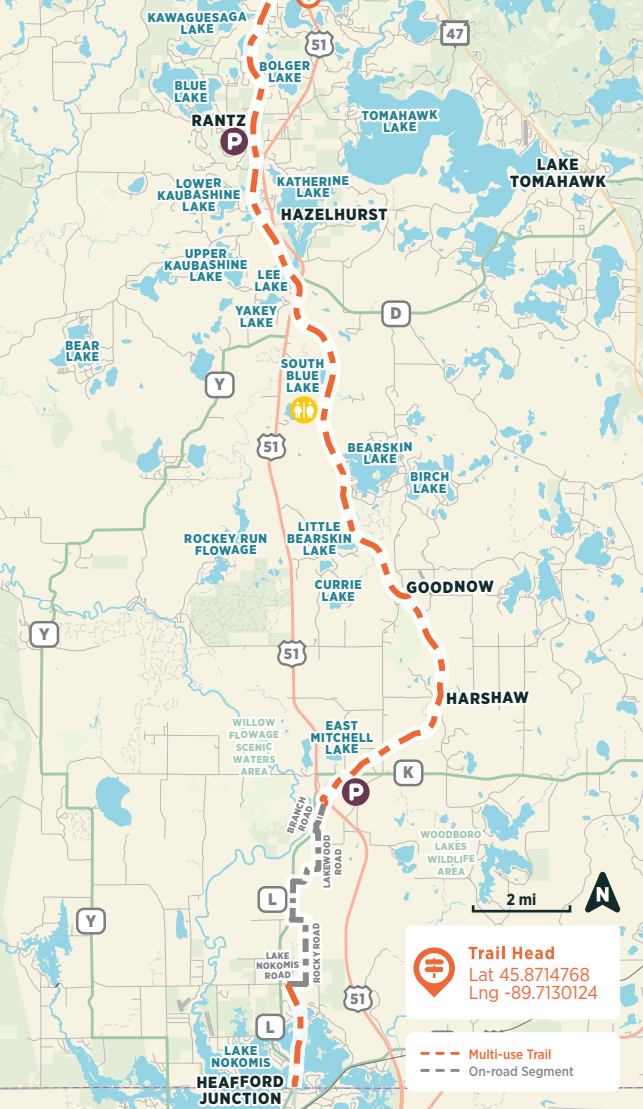 KAWAGUESAGA
LAKE
51
47
BOLGER
LAKE
BLUE
LAKE
RANTZ
P
TOMAHAWK
LAKE
LAKE
TOMAHAWK
LOWER
KAUBASHINE
LAKE
KATHERINE
LAKE
HAZELHURST
UPPER
KAUBASHINE
LAKE
LEE
LAKE
YAKEY
LAKE
D
BEAR
LAKE
SOUTH
BLUE
LAKE
Y
51
BEARSKIN
LAKE
BIRCH
LAKE
ROCKEY RUN
FLOWAGE
LITTLE
BEARSKIN
LAKE
CURRIE
LAKE
GOODNOW
Y
51
HARSHAW
WILLOW
FLOWAGE
SCENIC
WATERS
AREA
EAST
MITCHELL
LAKE
K
P
BRANCH
ROAD
LAKEWOOD
ROAD
WOODBORO
LAKES
WILDLIFE
AREA
L
2 mi
N
Y
ROCKY ROAD
LAKE
NOKOMIS
ROAD
Trail Head
Lat 45.8714768
Lng -89.7130124
51
L
LAKE
NOKOMIS
Multi-use Trail
On-road Segment
HEAFFORD
JUNCTION